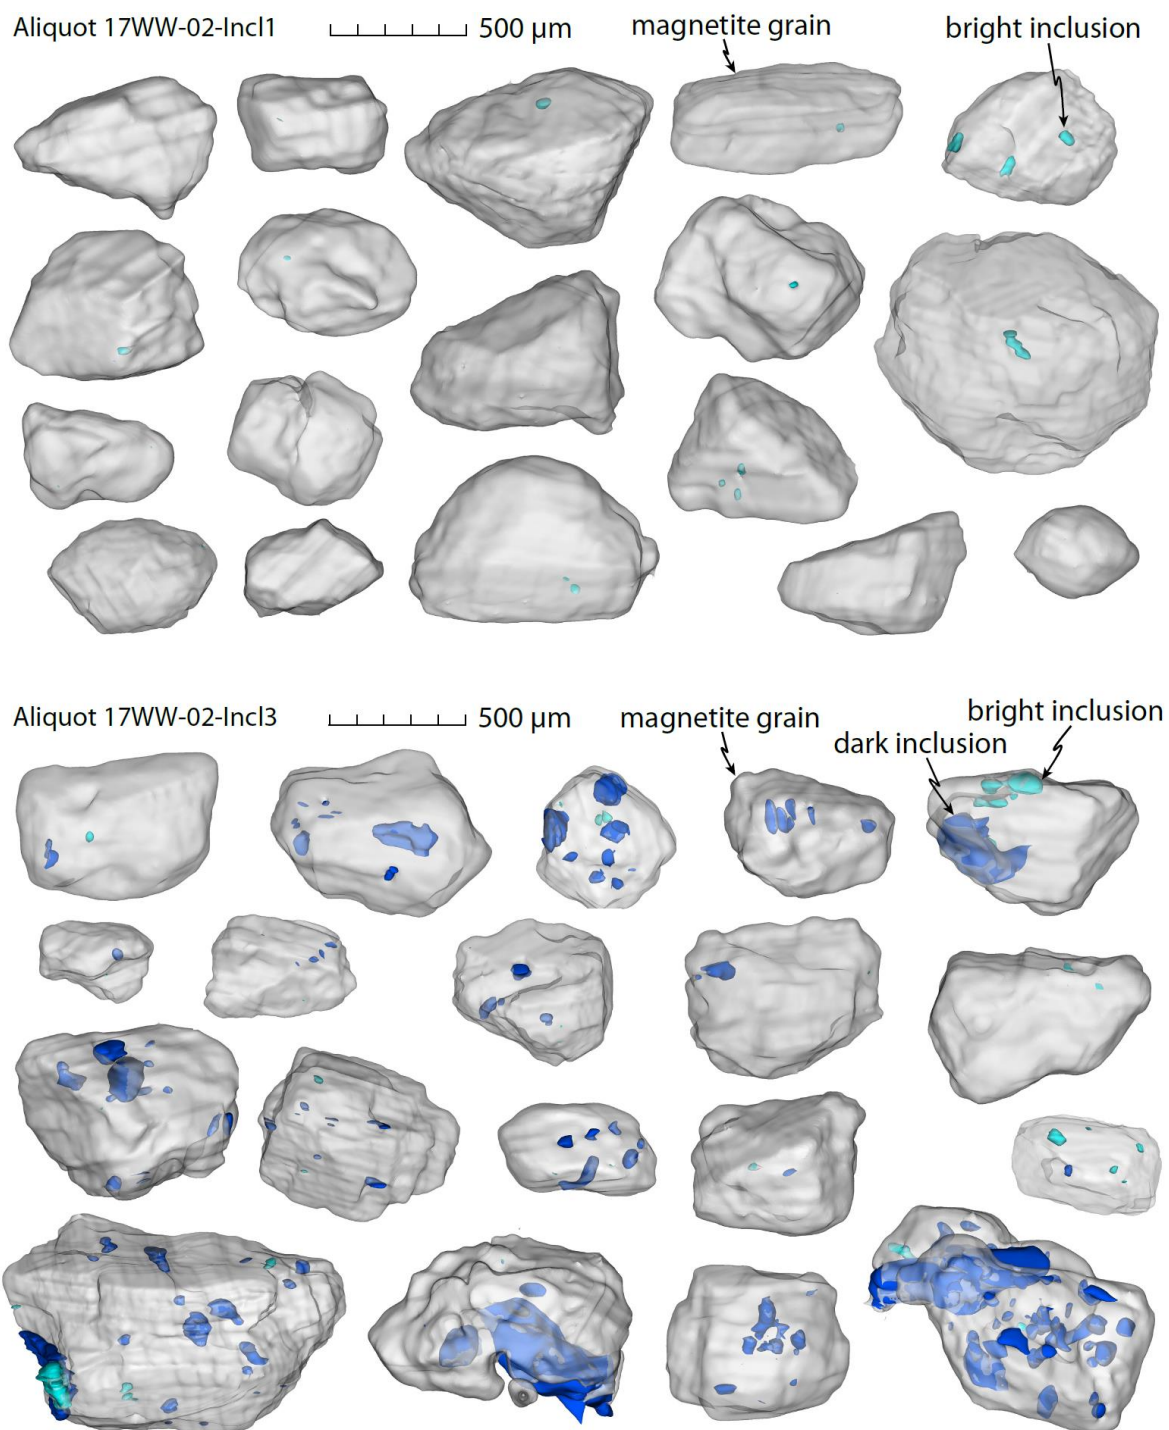 Aliquot 17WW-02-Incl1
500 µm
magnetite grain
bright inclusion
Aliquot 17WW-02-Incl3
500 µm
magnetite grain
bright inclusion
dark inclusion